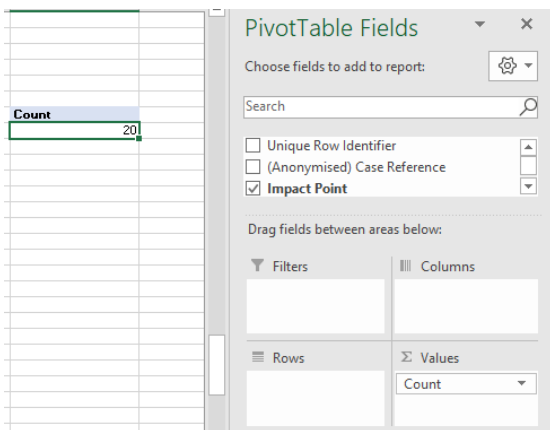 Count
20
PivotTable Fields
Choose fields to add to report:
Search
Unique Row Identifier
(Anonymised) Case Reference
Impact Point
Drag fields between areas below:
Filters
Columns
Rows
Σ Values
Count